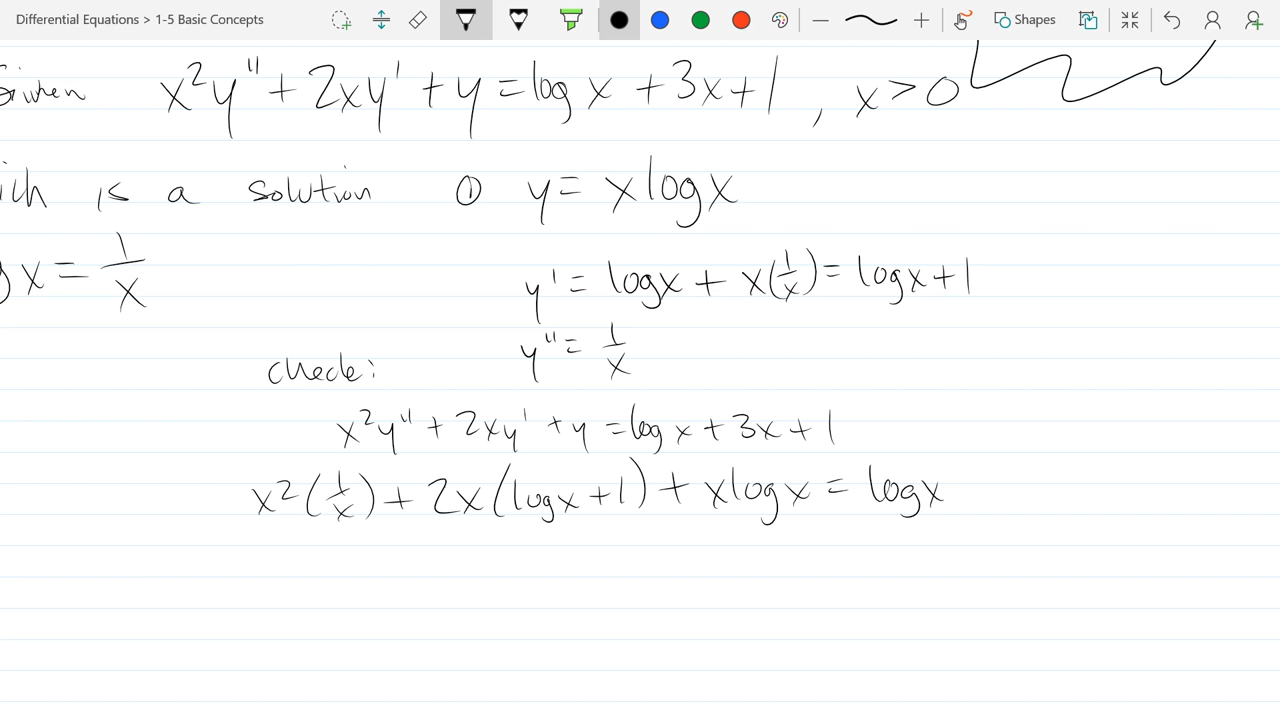 Differential Equations > 1-5 Basic Concepts
Shapes
Given x²y" + 2xy' + y = log x + 3x + 1 , x > 0
ich is a solution ① y = x log x
g x = 1/x
y' = log x + x(1/x) = log x + 1
y" = 1/x
check:
x²y" + 2xy' + y = log x + 3x + 1
x²(1/x) + 2x(log x + 1) + x log x = log x